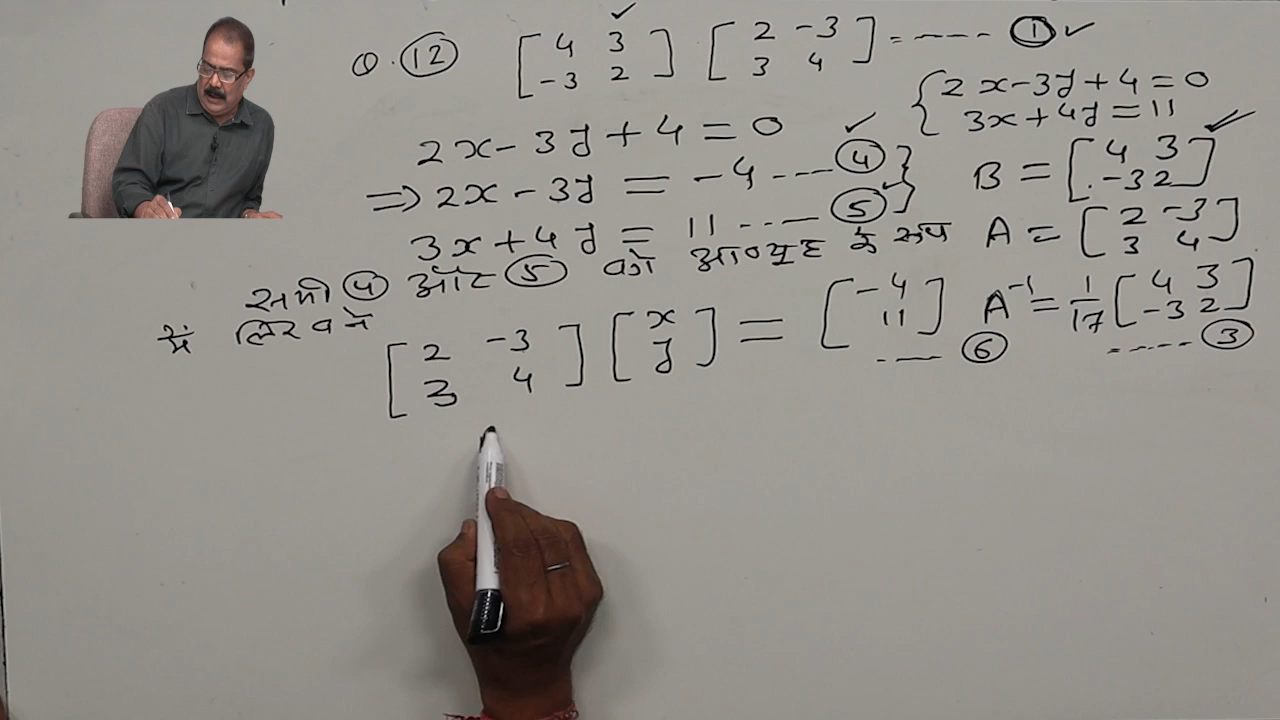 Q. 12 [4 3 -3 2] [2 -3 3 4] = ---- 1 ✓
{2x-3y+4=0
3x+4y=11
2x-3y+4=0
⇒ 2x-3y = -4 --- 4
3x+4y = 11 ---- 5
B = [4 3 -3 2]
A = [2 -3 3 4]
समी 4 और 5 को आव्यूह के रूप
में लिखने
[2 -3 3 4] [x y] = [-4 11]
---- 6
A⁻¹ = 1/17 [4 3 -3 2]
----- 3